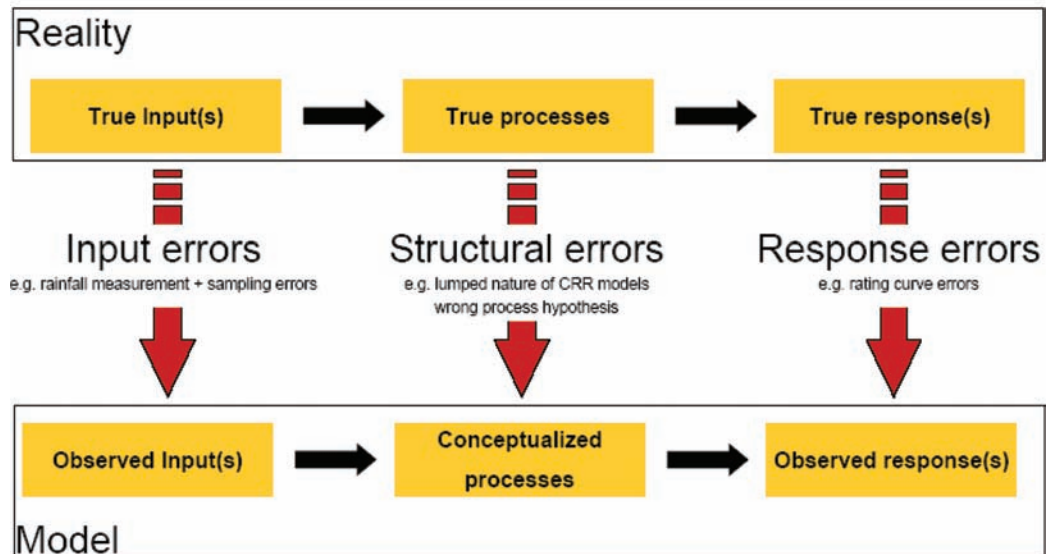 Reality
True Input(s)
True processes
True response(s)
Input errors
e.g. rainfall measurement + sampling errors
Structural errors
e.g. lumped nature of CRR models
wrong process hypothesis
Response errors
e.g. rating curve errors
Observed Input(s)
Conceptualized
processes
Observed response(s)
Model